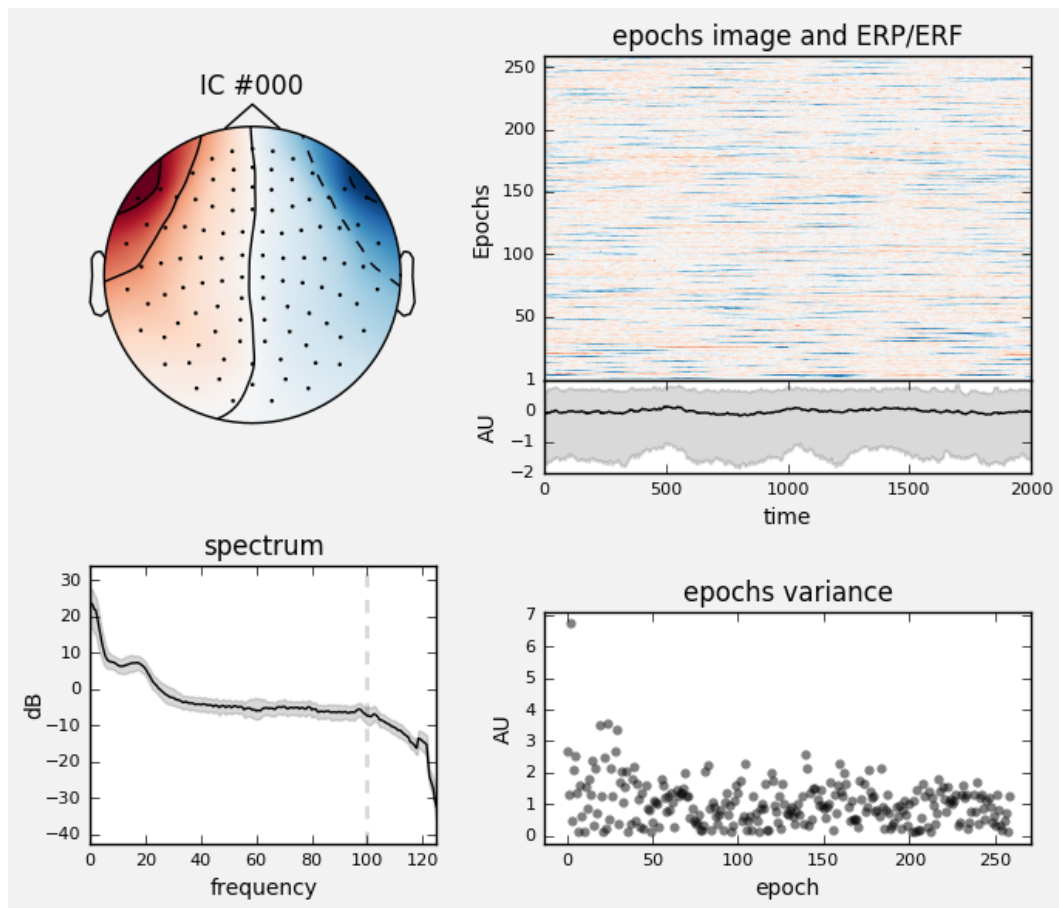 IC #000
epochs image and ERP/ERF
Epochs
250
200
150
100
50
1
AU
0
−1
−2
0 500 1000 1500 2000
time
spectrum
dB
30
20
10
0
−10
−20
−30
−40
0 20 40 60 80 100 120
frequency
epochs variance
AU
7
6
5
4
3
2
1
0
0 50 100 150 200 250
epoch